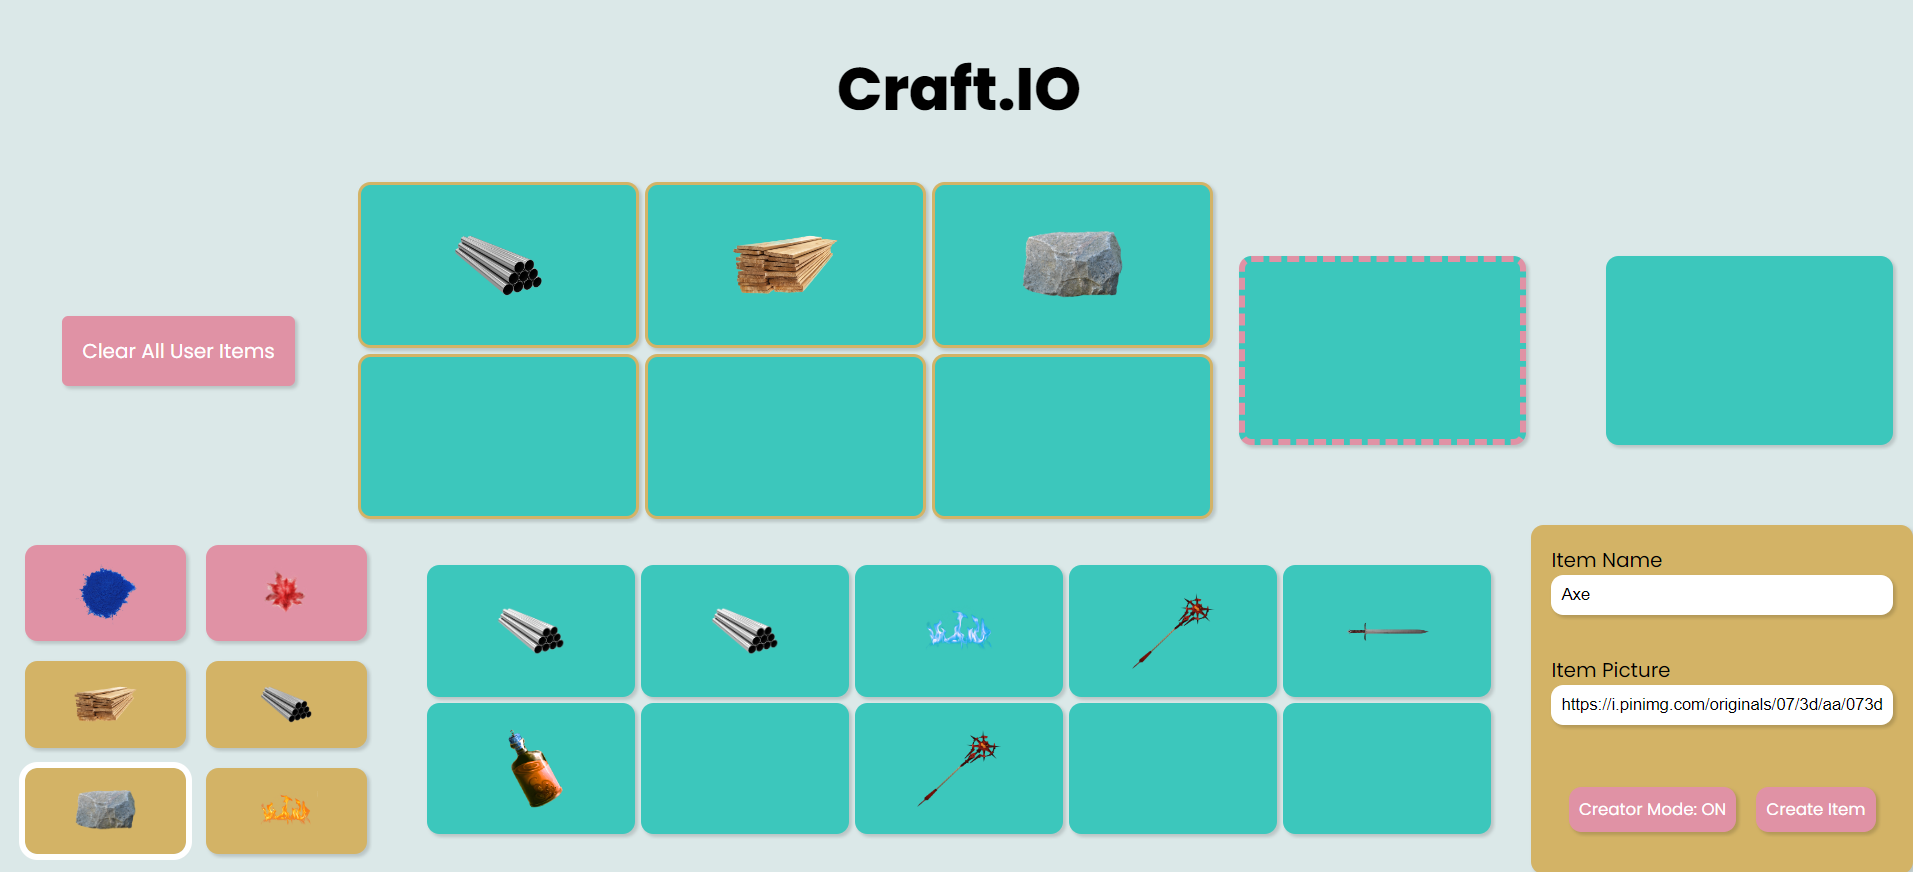 Craft.IO
Clear All User Items
Item Name
Axe
Item Picture
https://i.pinimg.com/originals/07/3d/aa/073d
Creator Mode: ON
Create Item